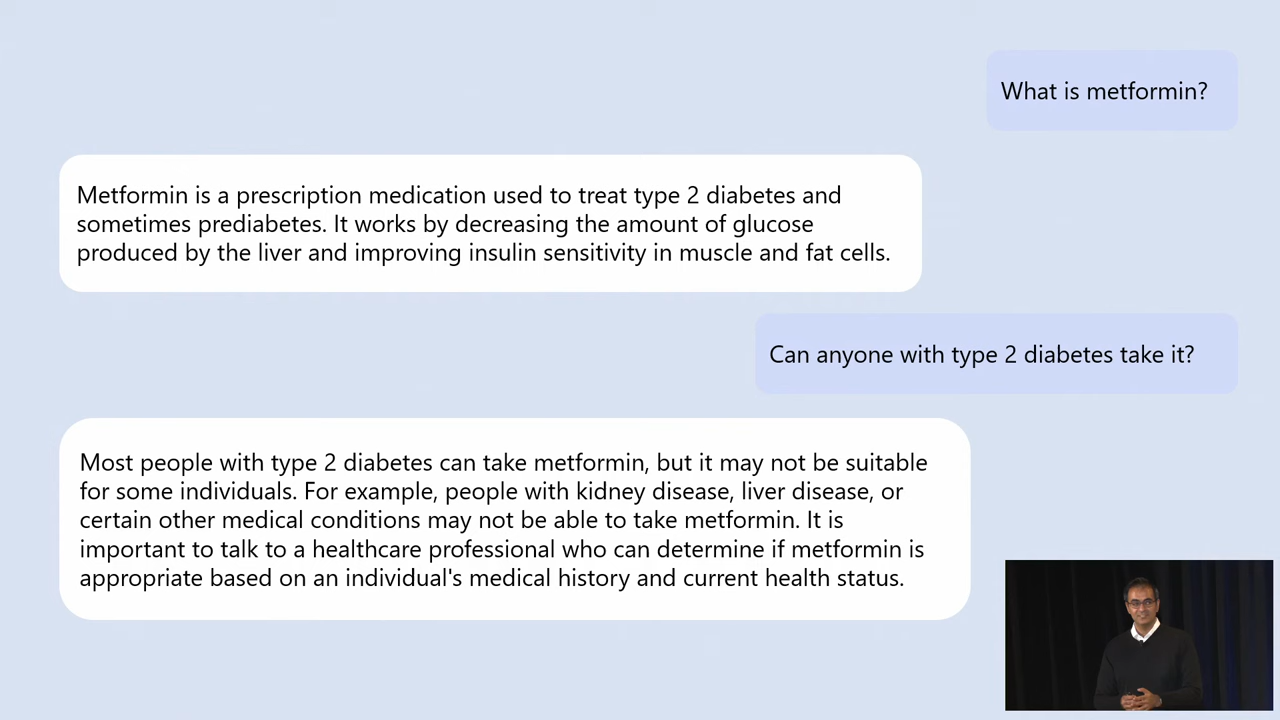 What is metformin?
Metformin is a prescription medication used to treat type 2 diabetes and
sometimes prediabetes. It works by decreasing the amount of glucose
produced by the liver and improving insulin sensitivity in muscle and fat cells.
Can anyone with type 2 diabetes take it?
Most people with type 2 diabetes can take metformin, but it may not be suitable
for some individuals. For example, people with kidney disease, liver disease, or
certain other medical conditions may not be able to take metformin. It is
important to talk to a healthcare professional who can determine if metformin is
appropriate based on an individual's medical history and current health status.